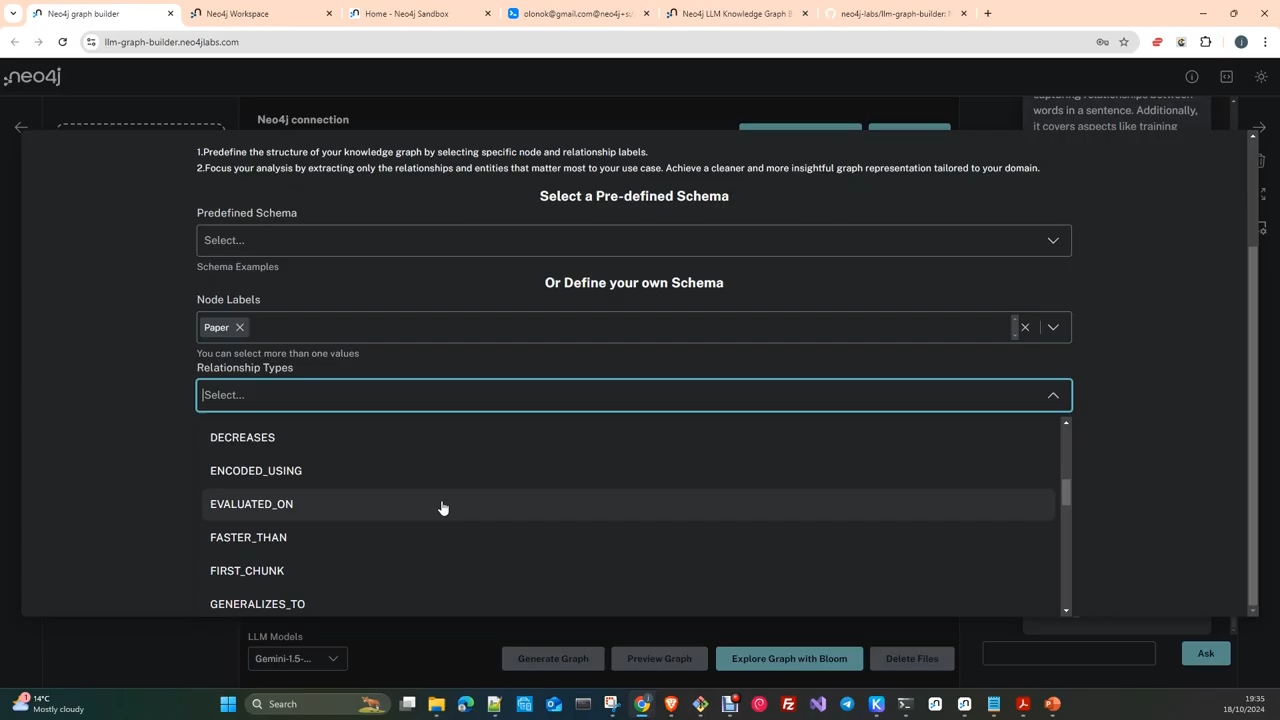 Neo4j graph builder
Neo4j Workspace
Home - Neo4j Sandbox
olonok@gmail.com@neo4j+s:
Neo4j LLM Knowledge Graph B
neo4j-labs/llm-graph-builder: N
llm-graph-builder.neo4jlabs.com
neo4j
capturing relationships between
words in a sentence. Additionally,
it covers aspects like training
Neo4j connection
1.Predefine the structure of your knowledge graph by selecting specific node and relationship labels.
2.Focus your analysis by extracting only the relationships and entities that matter most to your use case. Achieve a cleaner and more insightful graph representation tailored to your domain.
Select a Pre-defined Schema
Predefined Schema
Select...
Schema Examples
Or Define your own Schema
Node Labels
Paper
You can select more than one values
Relationship Types
Select...
DECREASES
ENCODED_USING
EVALUATED_ON
FASTER_THAN
FIRST_CHUNK
GENERALIZES_TO
LLM Models
Gemini-1.5-...
Generate Graph
Preview Graph
Explore Graph with Bloom
Delete Files
Ask
1
14°C
Mostly cloudy
Search
19:35
18/10/2024